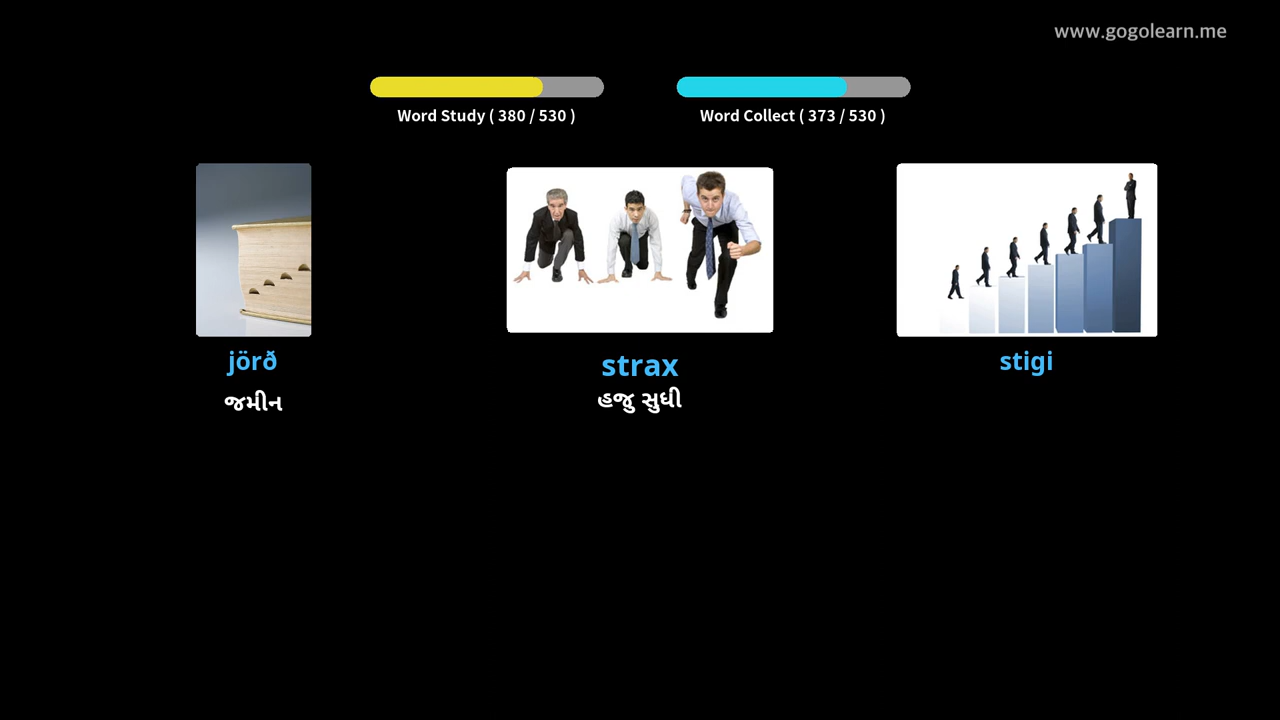 www.gogolearn.me
Word Study ( 380 / 530 )
Word Collect ( 373 / 530 )
jörð
strax
stigi
જમીન
હજુ સુધી